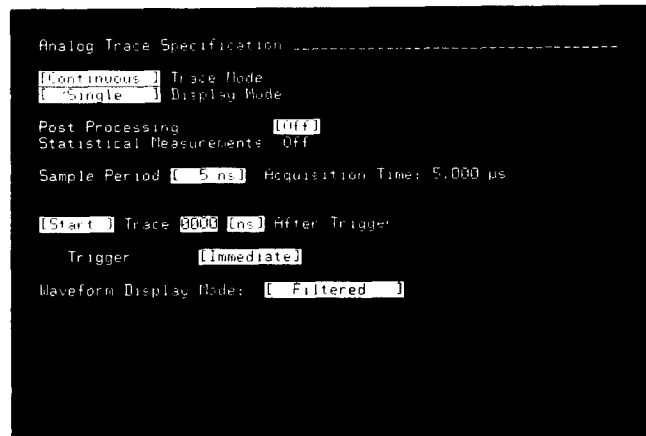 Analog Trace Specification
[Continuous ] Trace Mode
[ Single ] Display Mode
Post Processing [Off]
Statistical Measurements Off
Sample Period [ 5 ns] Acquisition Time: 5.000 µs
[Start ] Trace 0000 [ns] After Trigger
Trigger [Immediate]
Waveform Display Mode: [ Filtered ]